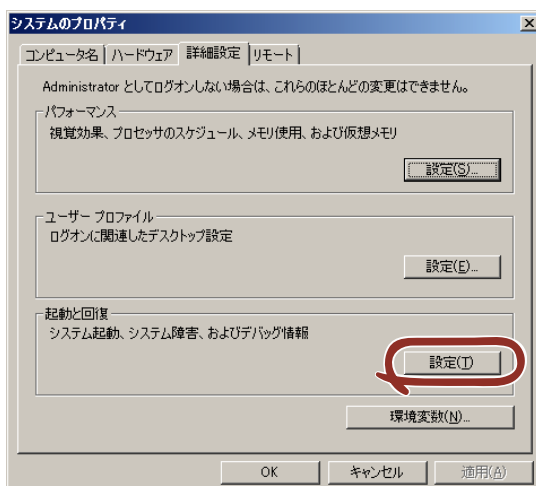 システムのプロパティ
コンピュータ名 ハードウェア 詳細設定 リモート
Administrator としてログオンしない場合は、これらのほとんどの変更はできません。
パフォーマンス
視覚効果、プロセッサのスケジュール、メモリ使用、および仮想メモリ
設定(S)...
ユーザー プロファイル
ログオンに関連したデスクトップ設定
設定(E)...
起動と回復
システム起動、システム障害、およびデバッグ情報
設定(T)
環境変数(N)...
OK キャンセル 適用(A)